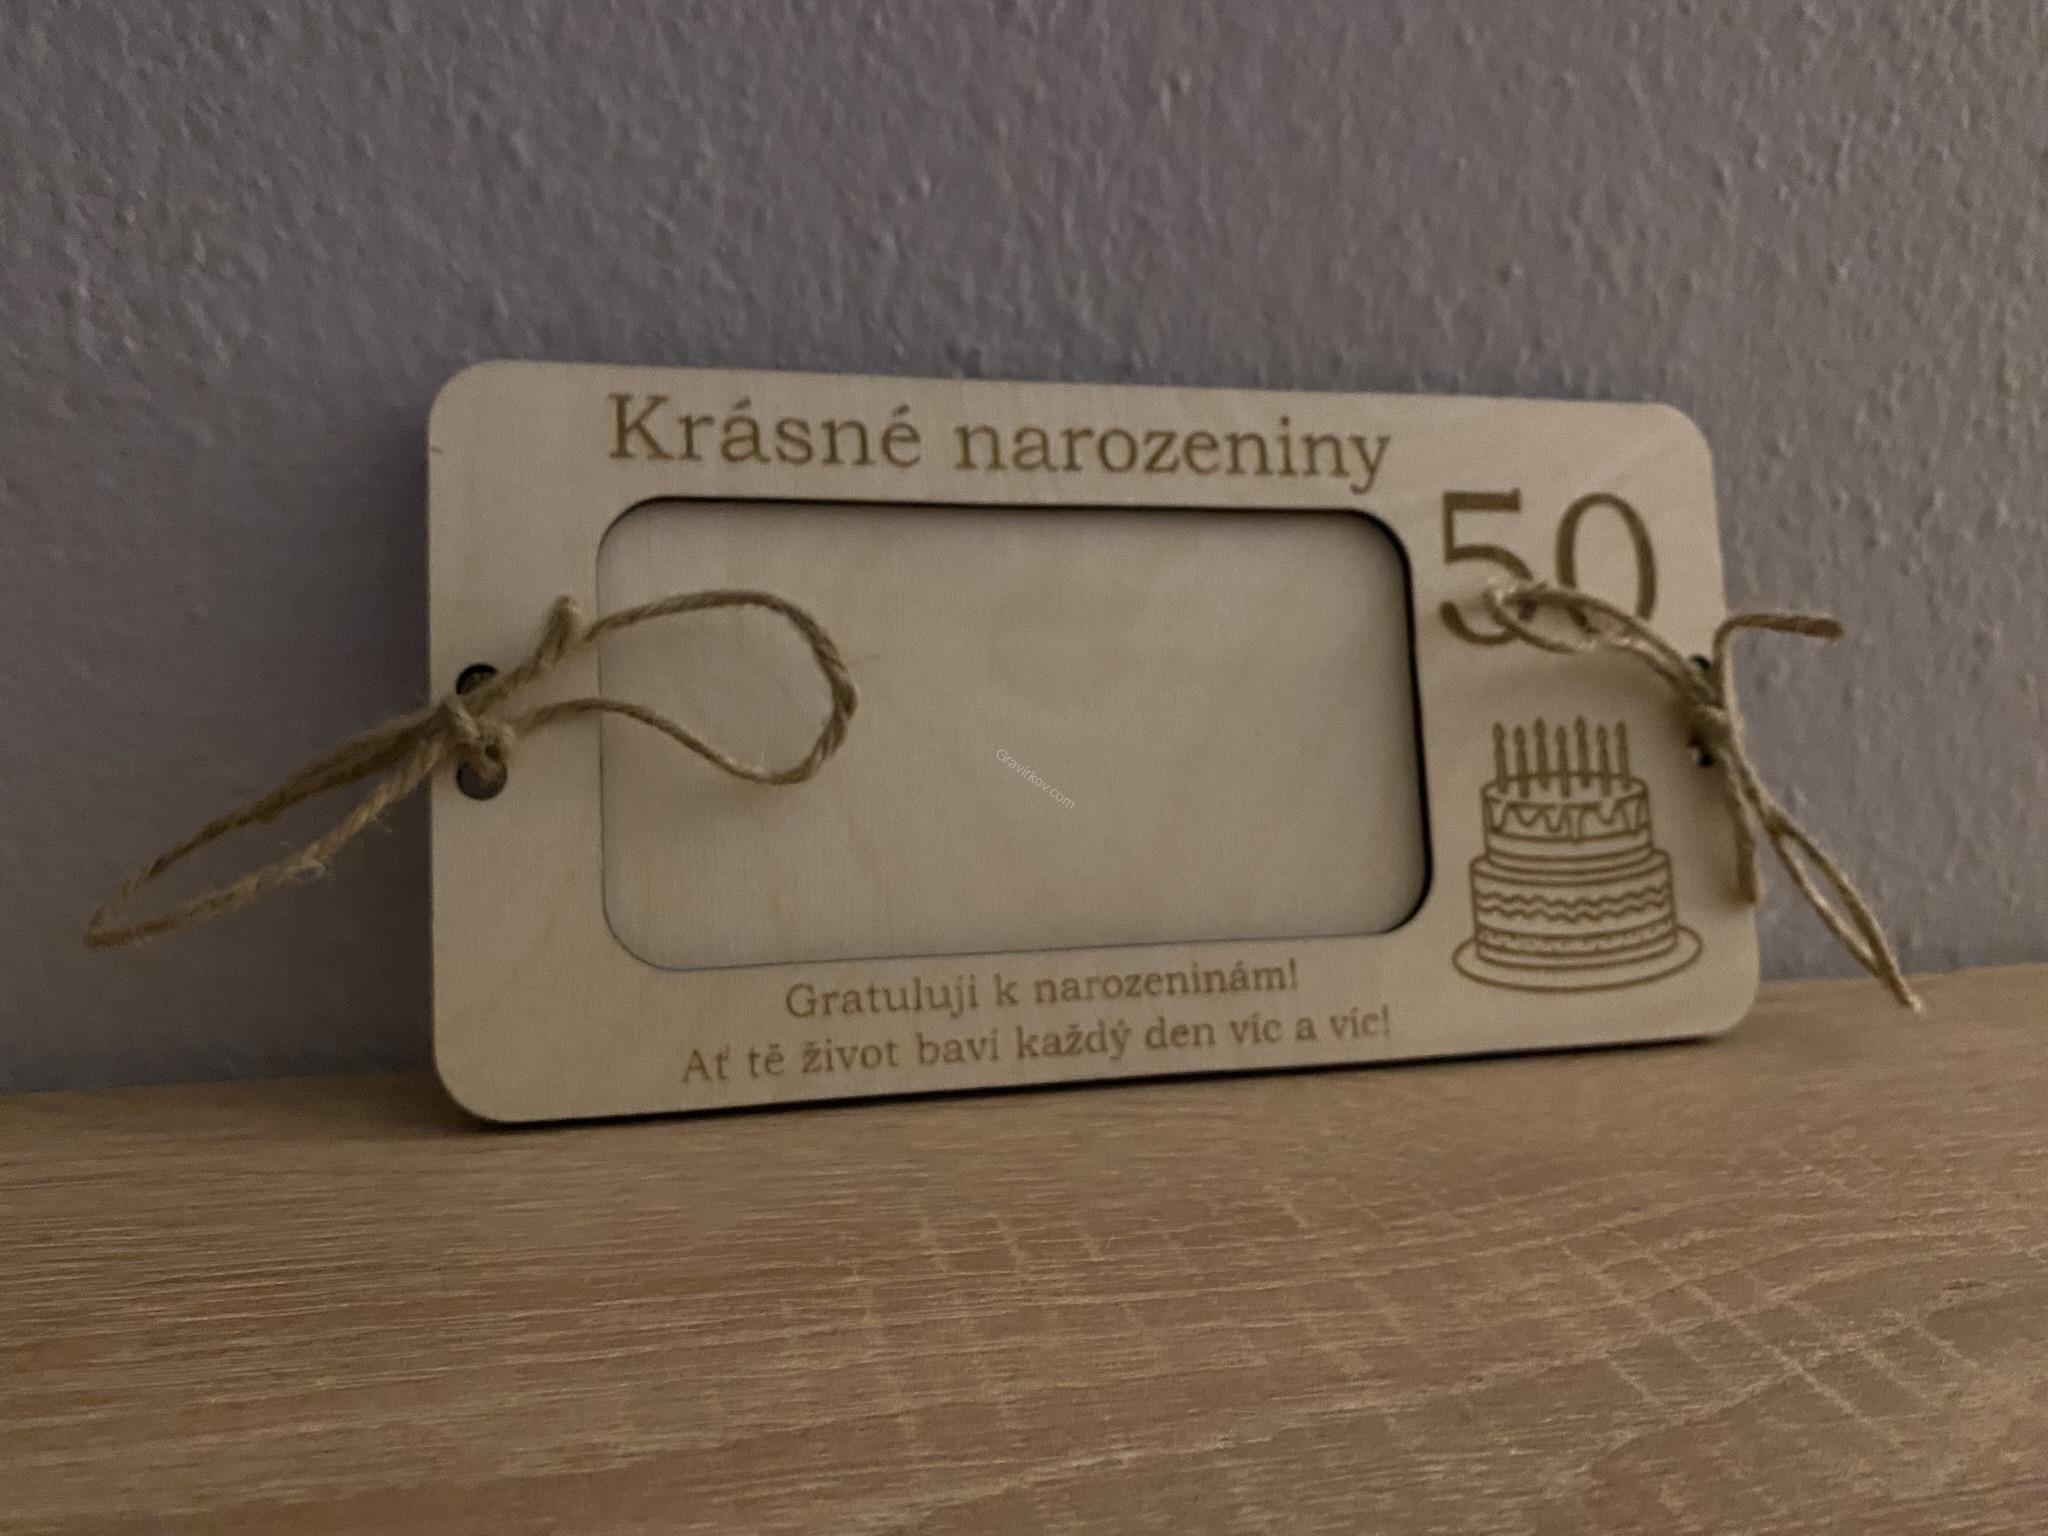 Krásné narozeniny
50
Gravirkov.com
Gratuluji k narozeninám!
Ať tě život baví každý den víc a víc!